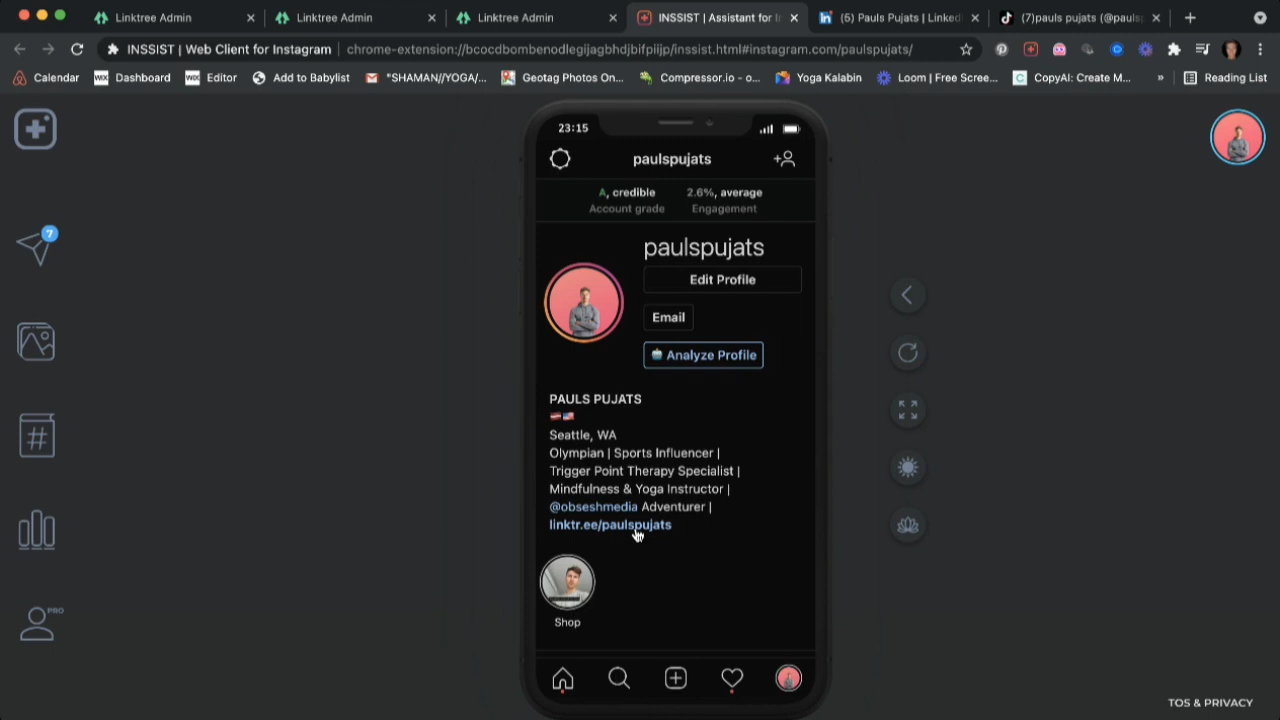 Linktree Admin
Linktree Admin
Linktree Admin
INSSIST | Assistant for I
(6) Pauls Pujats | Linked
(7)pauls pujats (@pauls
INSSIST | Web Client for Instagram
chrome-extension://bcocdbombenodlegijagbhdjbifpiijp/inssist.html#instagram.com/paulspujats/
Calendar
WIX Dashboard
WIX Editor
Add to Babylist
"SHAMAN//YOGA/...
Geotag Photos On...
Compressor.io - o...
Yoga Kalabin
Loom | Free Scree...
CopyAI: Create M...
»
Reading List
23:15
paulspujats
A, credible
Account grade
2.6%, average
Engagement
paulspujats
Edit Profile
Email
Analyze Profile
PAULS PUJATS
Seattle, WA
Olympian | Sports Influencer |
Trigger Point Therapy Specialist |
Mindfulness & Yoga Instructor |
@obseshmedia Adventurer |
linktr.ee/paulspujats
Shop
7
#
PRO
TOS & PRIVACY